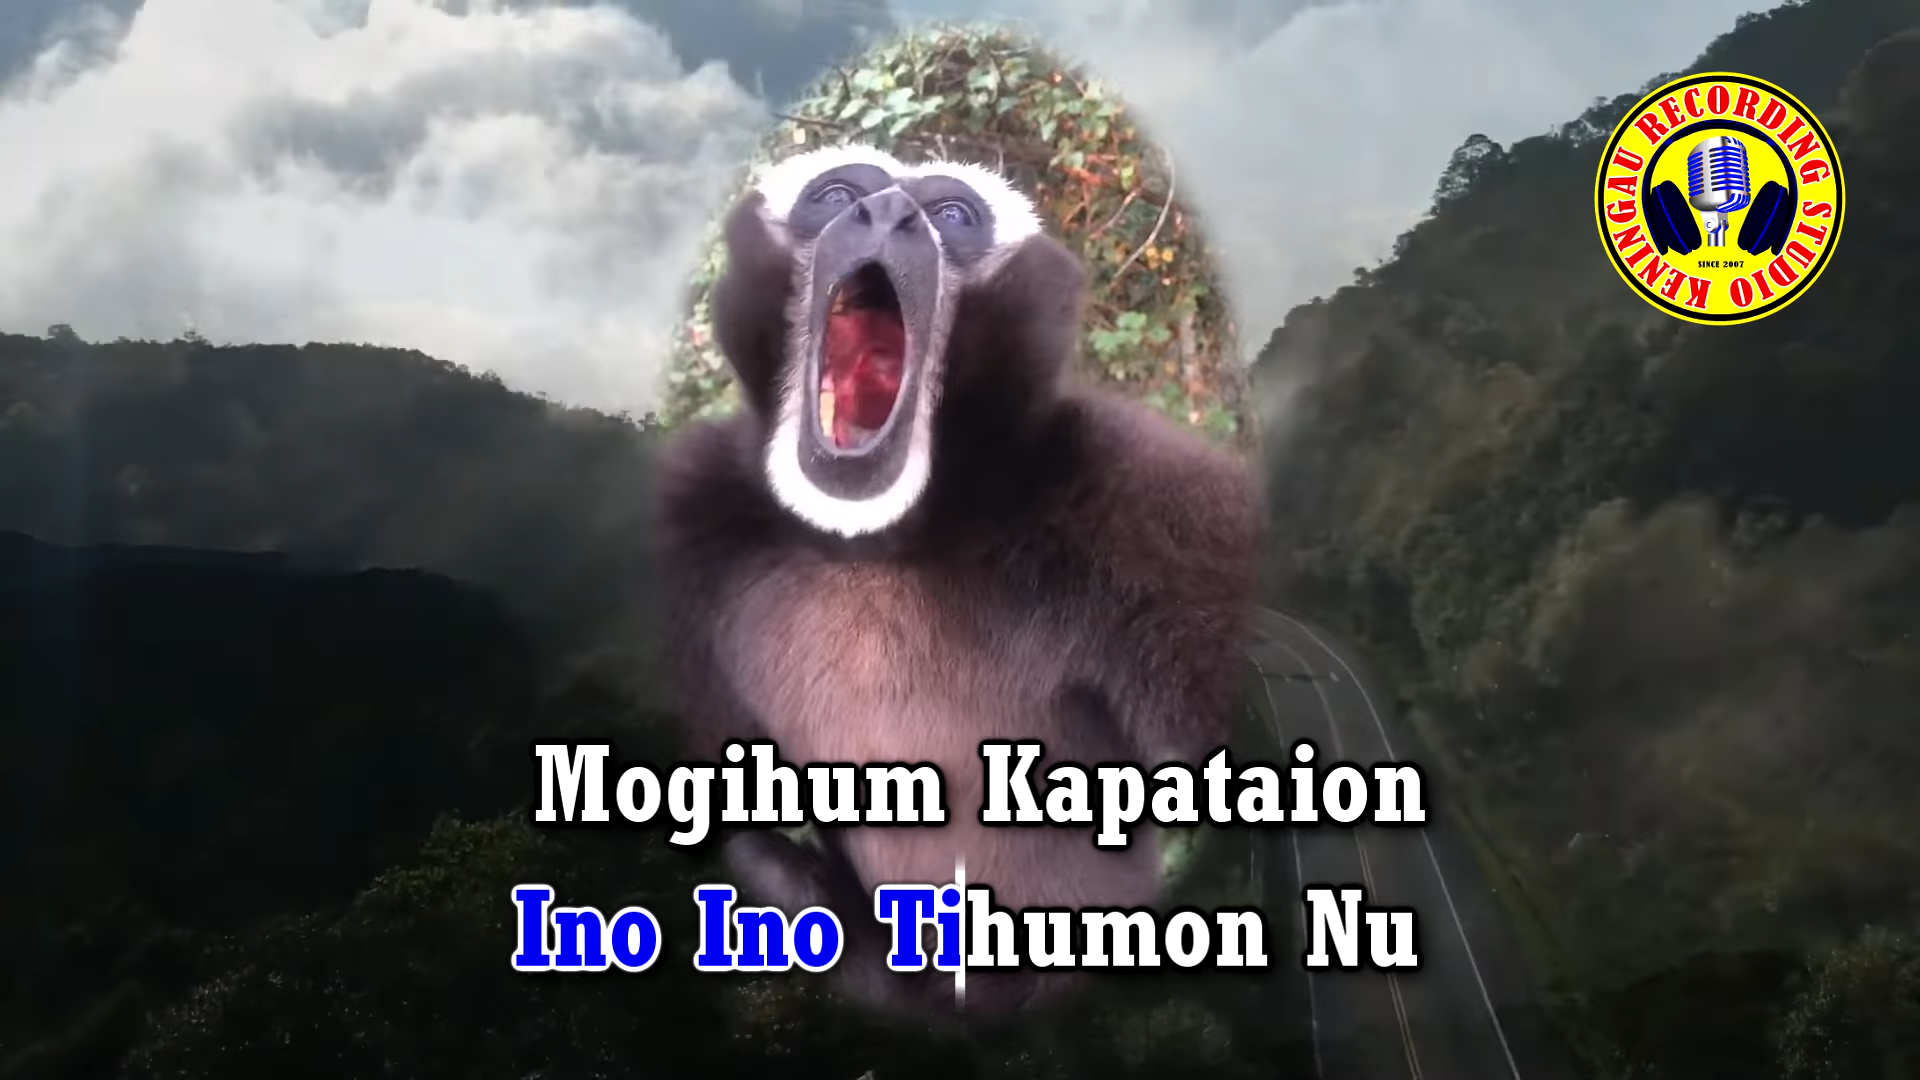 RECORDING STUDIO KENINGAU
SINCE 2007
Mogihum Kapataion
Ino Ino Tihumon Nu